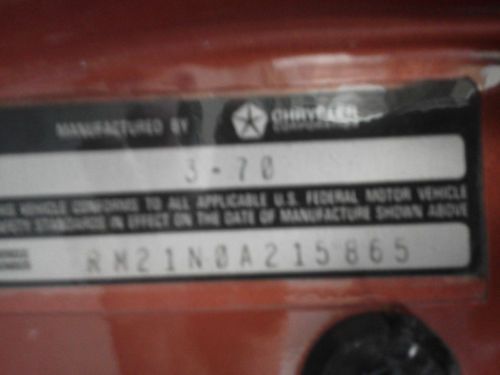 MANUFACTURED BY CHRYSLER CORPORATION
3-70
VEHICLE CONFORMS TO ALL APPLICABLE U.S. FEDERAL MOTOR VEHICLE
SAFETY STANDARDS IN EFFECT ON THE DATE OF MANUFACTURE SHOWN ABOVE
RM21N0A215865